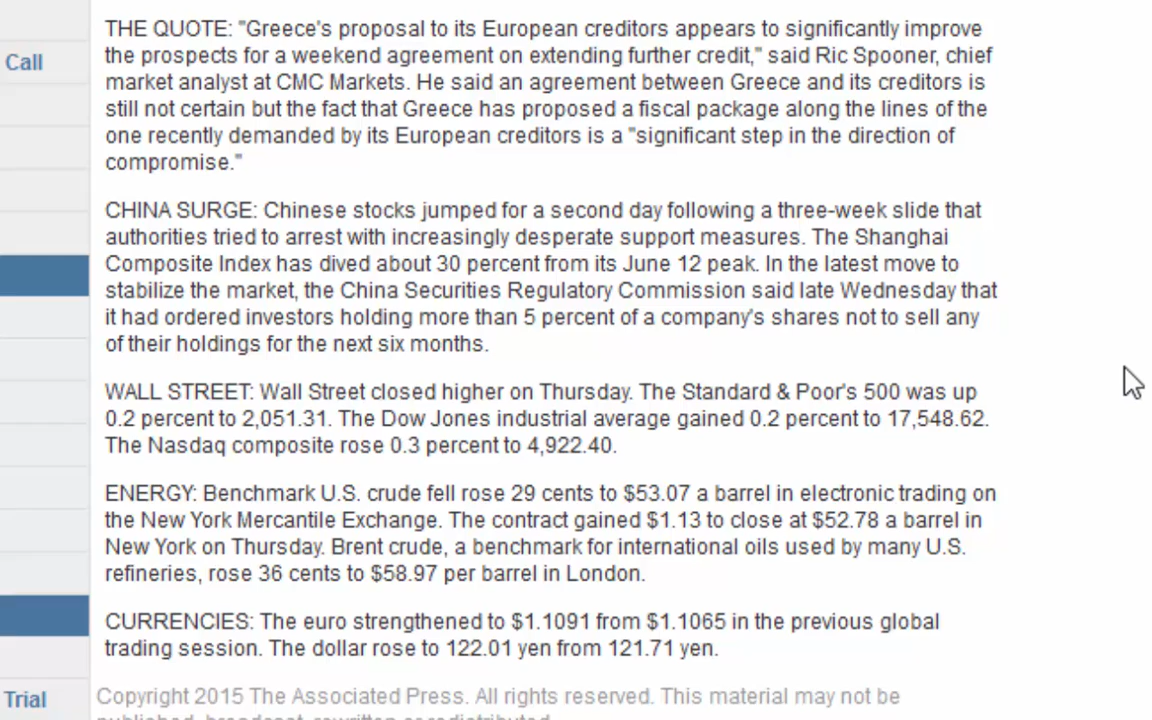 THE QUOTE: "Greece's proposal to its European creditors appears to significantly improve
the prospects for a weekend agreement on extending further credit," said Ric Spooner, chief
market analyst at CMC Markets. He said an agreement between Greece and its creditors is
still not certain but the fact that Greece has proposed a fiscal package along the lines of the
one recently demanded by its European creditors is a "significant step in the direction of
compromise."
Call
CHINA SURGE: Chinese stocks jumped for a second day following a three-week slide that
authorities tried to arrest with increasingly desperate support measures. The Shanghai
Composite Index has dived about 30 percent from its June 12 peak. In the latest move to
stabilize the market, the China Securities Regulatory Commission said late Wednesday that
it had ordered investors holding more than 5 percent of a company's shares not to sell any
of their holdings for the next six months.
WALL STREET: Wall Street closed higher on Thursday. The Standard & Poor's 500 was up
0.2 percent to 2,051.31. The Dow Jones industrial average gained 0.2 percent to 17,548.62.
The Nasdaq composite rose 0.3 percent to 4,922.40.
ENERGY: Benchmark U.S. crude fell rose 29 cents to $53.07 a barrel in electronic trading on
the New York Mercantile Exchange. The contract gained $1.13 to close at $52.78 a barrel in
New York on Thursday. Brent crude, a benchmark for international oils used by many U.S.
refineries, rose 36 cents to $58.97 per barrel in London.
CURRENCIES: The euro strengthened to $1.1091 from $1.1065 in the previous global
trading session. The dollar rose to 122.01 yen from 121.71 yen.
Trial
Copyright 2015 The Associated Press. All rights reserved. This material may not be
published, broadcast, rewritten or redistributed.